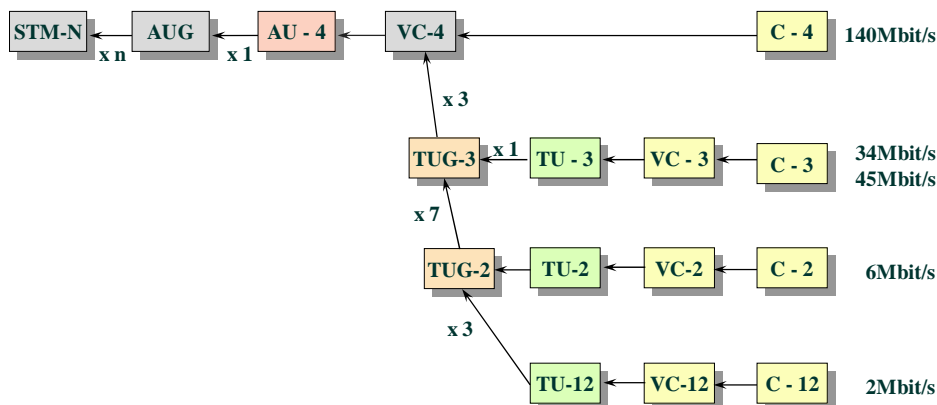 STM-N AUG AU - 4 VC-4 C - 4 140Mbit/s
x n x 1
x 3
TUG-3 x 1 TU - 3 VC - 3 C - 3 34Mbit/s
45Mbit/s
x 7
TUG-2 TU-2 VC-2 C - 2 6Mbit/s
x 3
TU-12 VC-12 C - 12 2Mbit/s